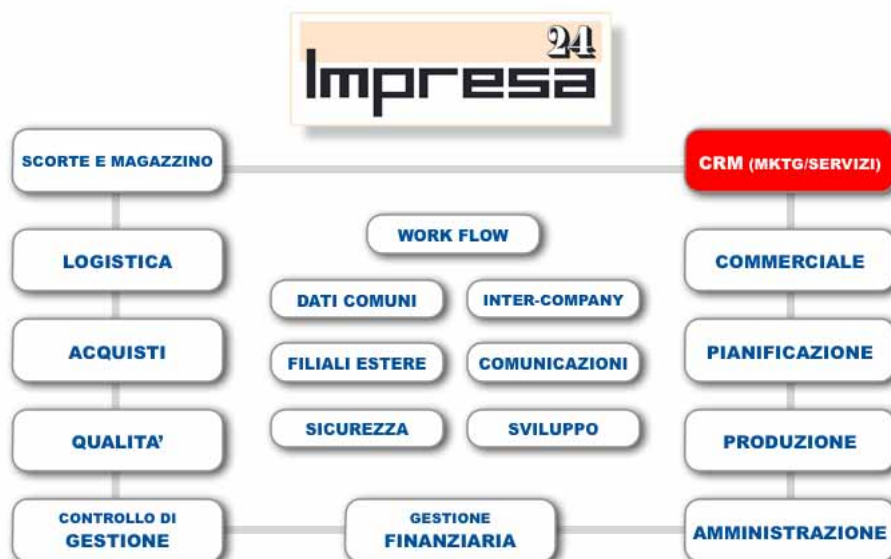 24
Impresa
SCORTE E MAGAZZINO
CRM (MKTG/SERVIZI)
WORK FLOW
LOGISTICA
COMMERCIALE
DATI COMUNI
INTER-COMPANY
ACQUISTI
FILIALI ESTERE
COMUNICAZIONI
PIANIFICAZIONE
QUALITA'
SICUREZZA
SVILUPPO
PRODUZIONE
CONTROLLO DI
GESTIONE
GESTIONE
FINANZIARIA
AMMINISTRAZIONE